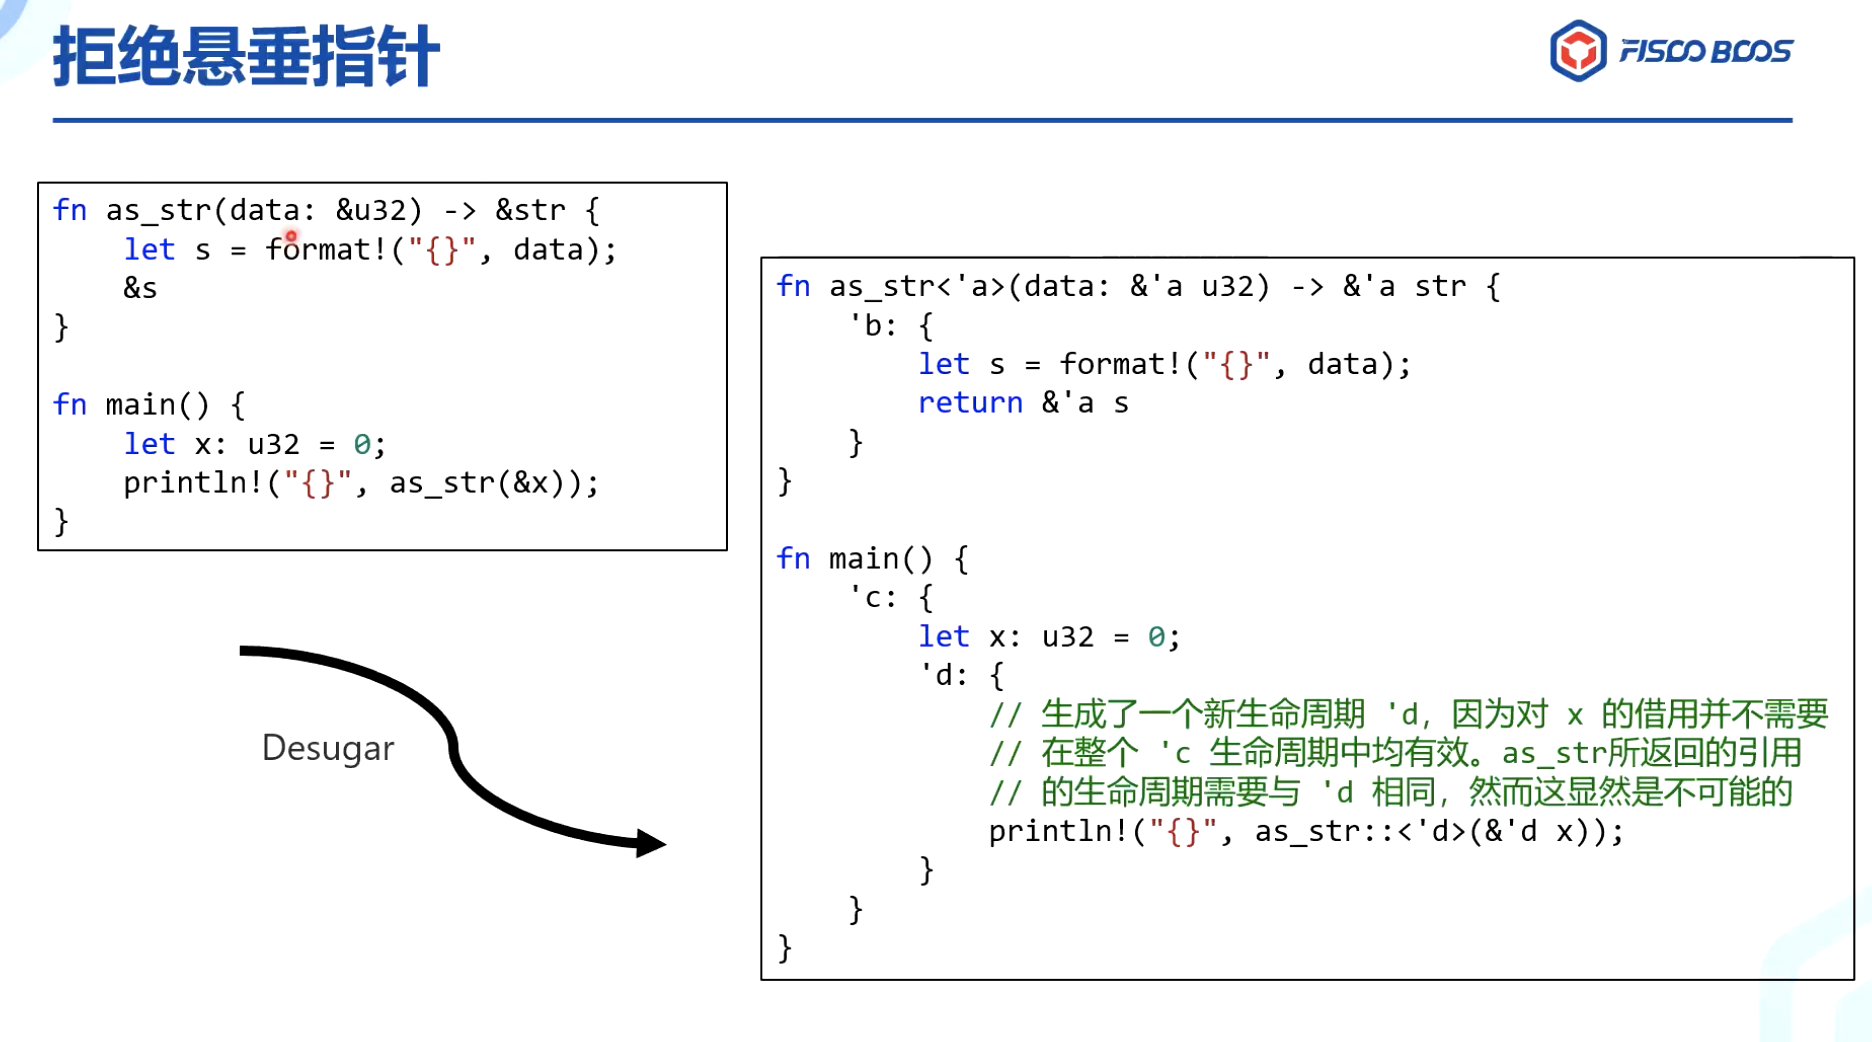 拒绝悬垂指针
FISCO BCOS
fn as_str(data: &u32) -> &str {
    let s = format!("{}", data);
    &s
}
fn main() {
    let x: u32 = 0;
    println!("{}", as_str(&x));
}
Desugar
fn as_str<'a>(data: &'a u32) -> &'a str {
    'b: {
        let s = format!("{}", data);
        return &'a s
    }
}
fn main() {
    'c: {
        let x: u32 = 0;
        'd: {
            // 生成了一个新生命周期 'd，因为对 x 的借用并不需要
            // 在整个 'c 生命周期中均有效。as_str所返回的引用
            // 的生命周期需要与 'd 相同，然而这显然是不可能的
            println!("{}", as_str::<'d>(&'d x));
        }
    }
}